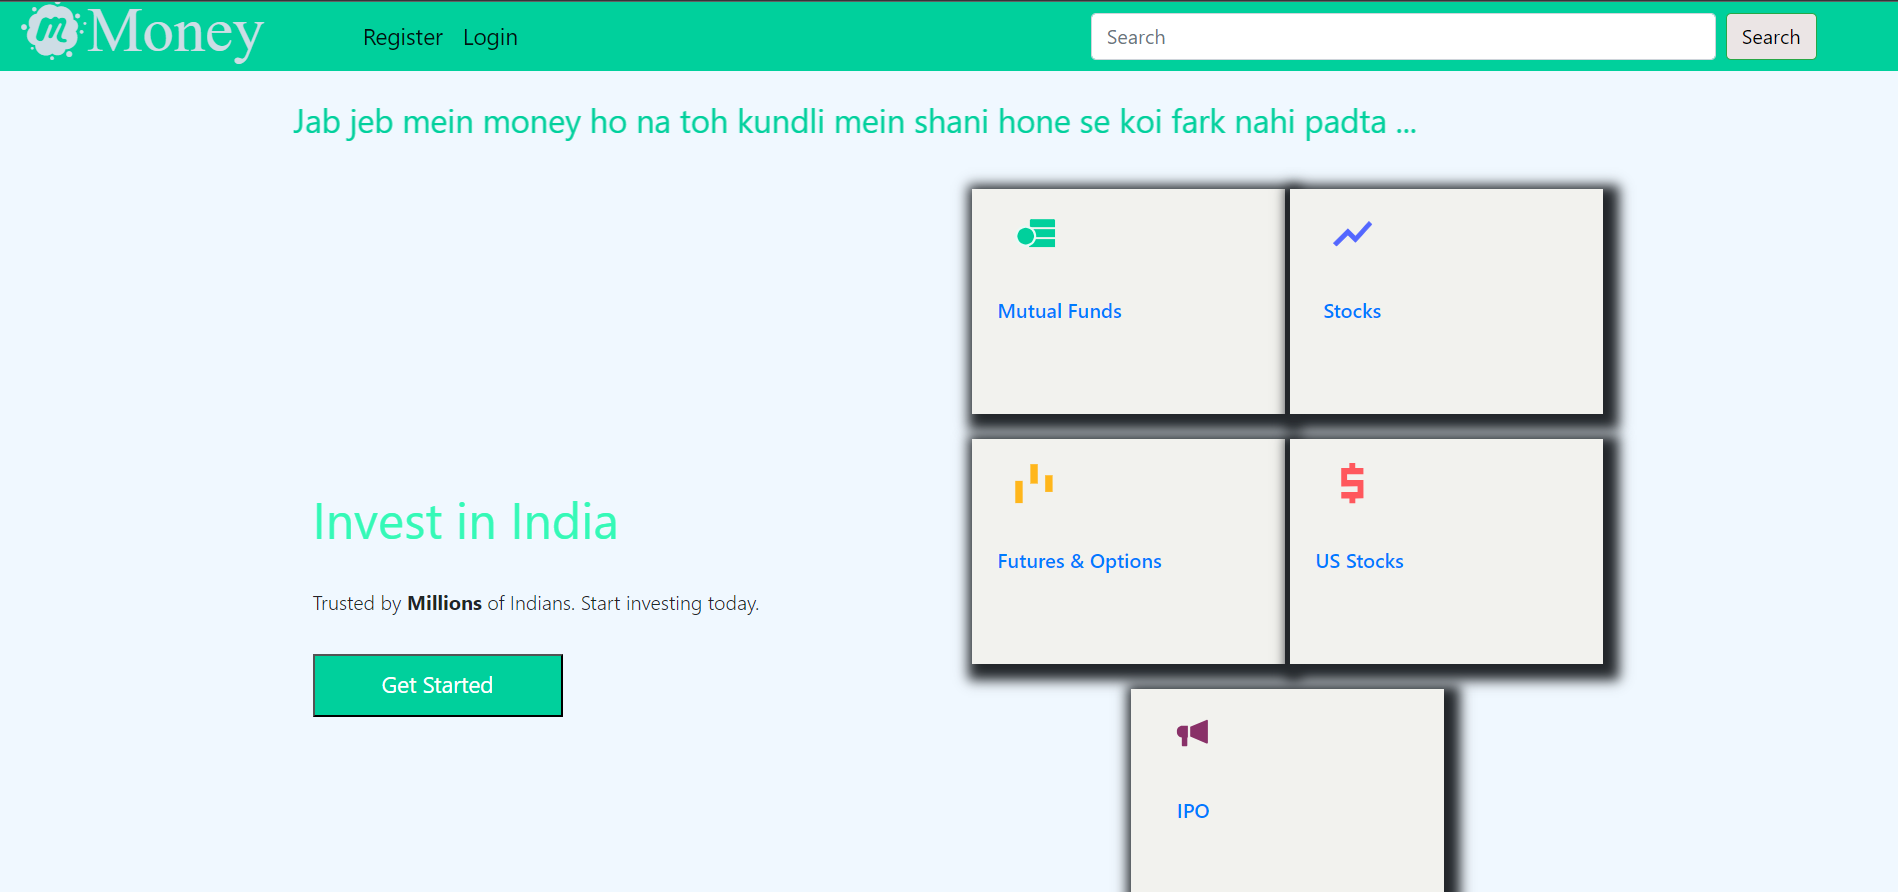 m Money
Register Login
Search
Search
Jab jeb mein money ho na toh kundli mein shani hone se koi fark nahi padta ...
Mutual Funds
Stocks
Futures & Options
US Stocks
Invest in India
Trusted by Millions of Indians. Start investing today.
Get Started
IPO